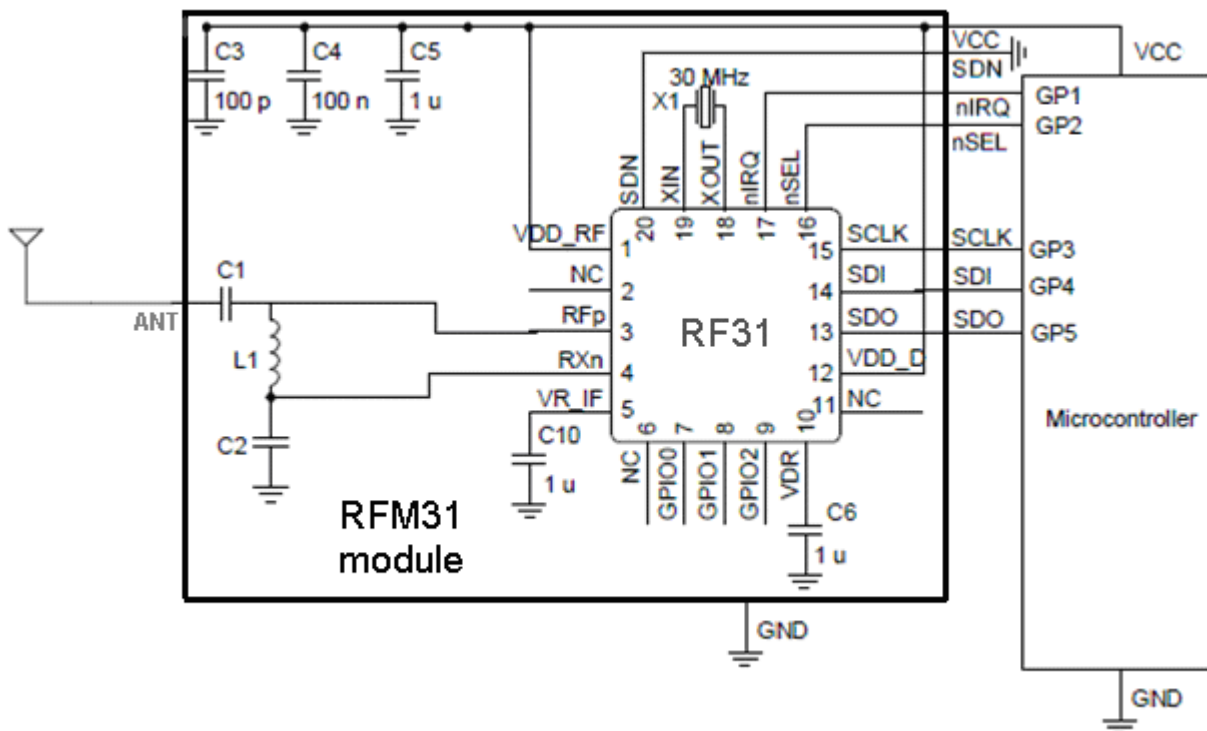 C3
100 p
C4
100 n
C5
1 u
VCC
SDN
VCC
30 MHz
X1
GP1
nIRQ
GP2
nSEL
SDN
XIN
XOUT
nIRQ
nSEL
20
19
18
17
16
VDD_RF
1
NC
2
RFp
3
RXn
4
VR_IF
5
RF31
15
SCLK
14
SDI
13
SDO
12
VDD_D
11
NC
SCLK
GP3
SDI
GP4
SDO
GP5
Microcontroller
C1
ANT
L1
C2
C10
1 u
6
7
8
9
10
NC
GPIO0
GPIO1
GPIO2
VDR
C6
1 u
RFM31
module
GND
GND